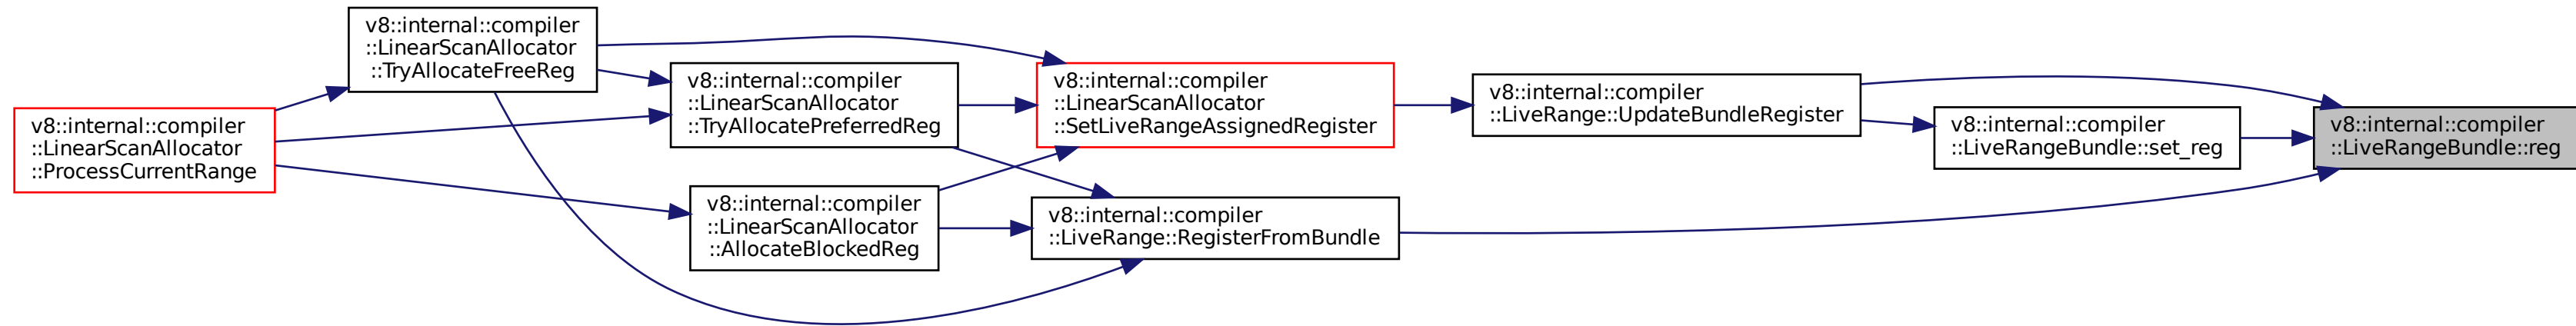 v8::internal::compiler
::LinearScanAllocator
::ProcessCurrentRange
v8::internal::compiler
::LinearScanAllocator
::TryAllocateFreeReg
v8::internal::compiler
::LinearScanAllocator
::TryAllocatePreferredReg
v8::internal::compiler
::LinearScanAllocator
::AllocateBlockedReg
v8::internal::compiler
::LinearScanAllocator
::SetLiveRangeAssignedRegister
v8::internal::compiler
::LiveRange::RegisterFromBundle
v8::internal::compiler
::LiveRange::UpdateBundleRegister
v8::internal::compiler
::LiveRangeBundle::set_reg
v8::internal::compiler
::LiveRangeBundle::reg